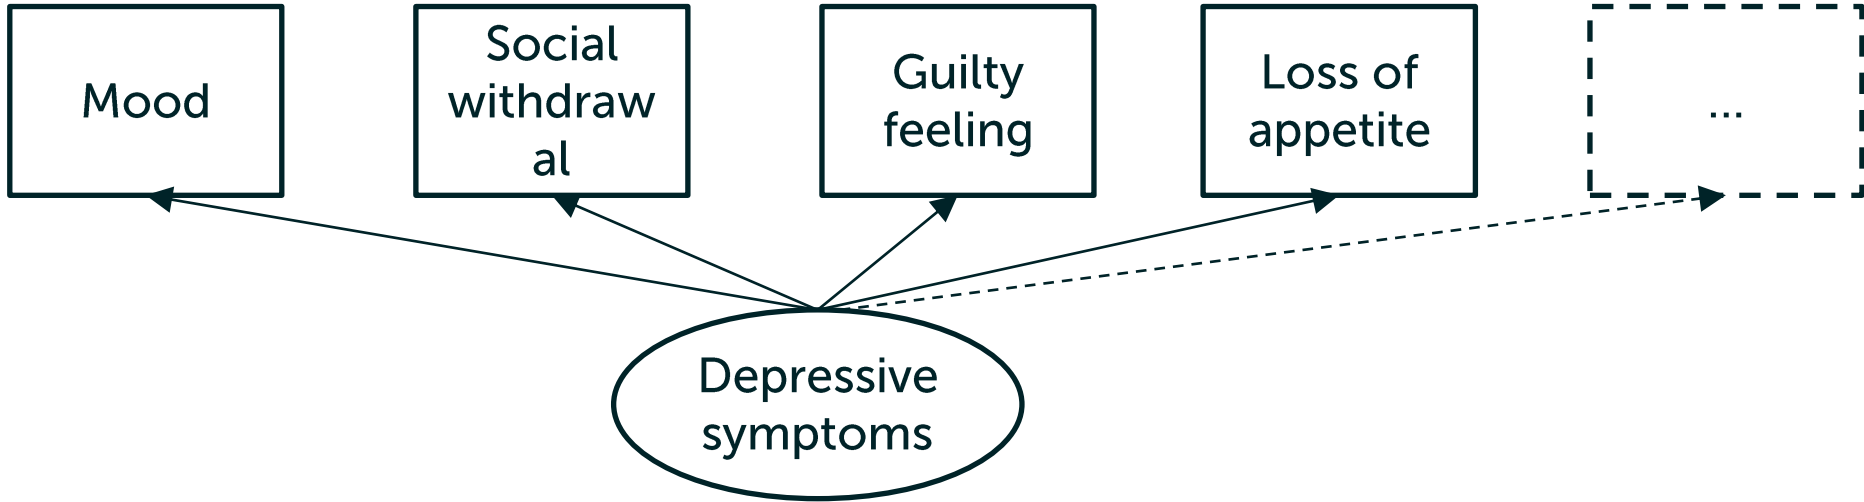 Mood
Social
withdraw
al
Guilty
feeling
Loss of
appetite
...
Depressive
symptoms